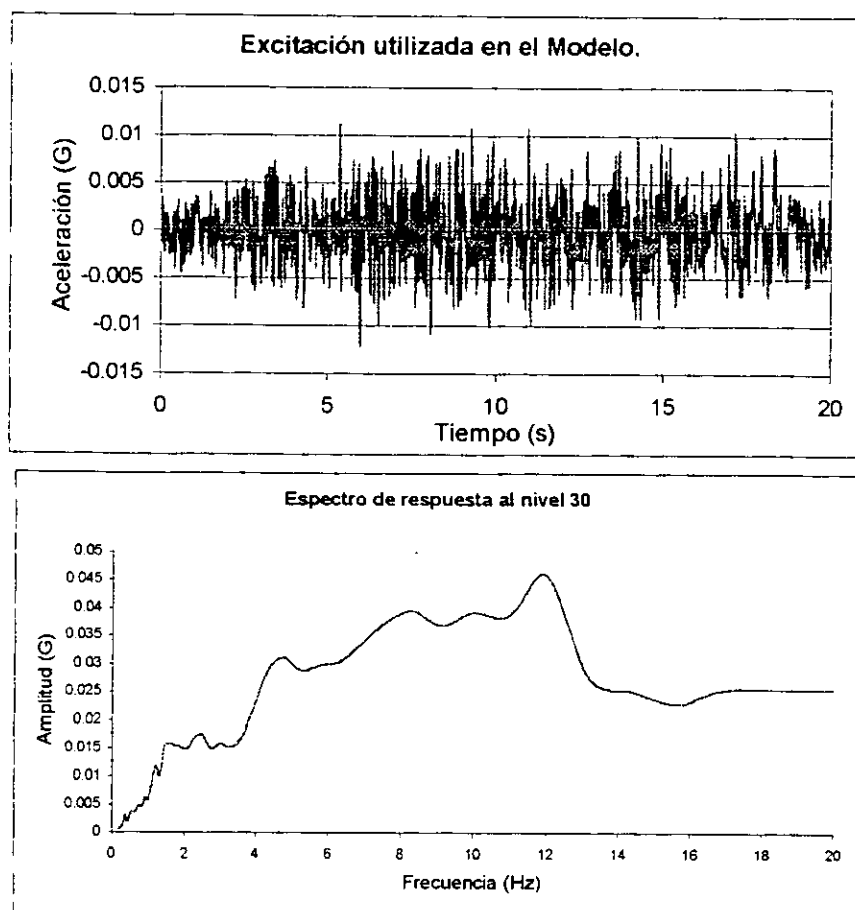 Excitación utilizada en el Modelo.
Aceleración (G)
0.015
0.01
0.005
0
-0.005
-0.01
-0.015
0 5 10 15 20
Tiempo (s)
Espectro de respuesta al nivel 30
Amplitud (G)
0.05
0.045
0.04
0.035
0.03
0.025
0.02
0.015
0.01
0.005
0
0 2 4 6 8 10 12 14 16 18 20
Frecuencia (Hz)